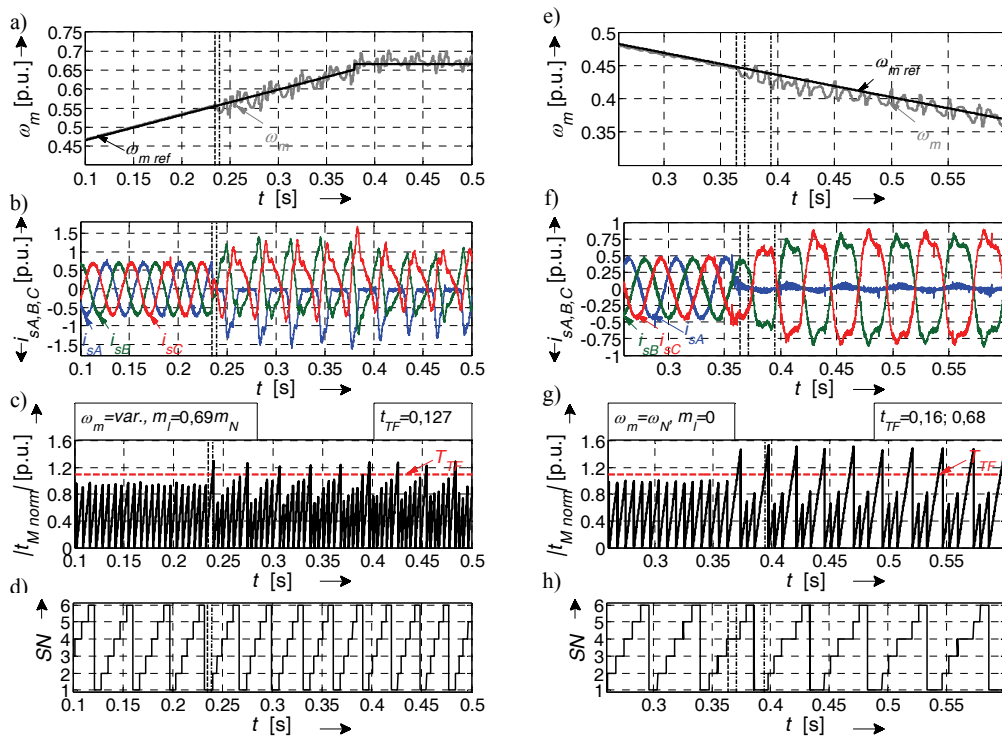 a)
ω_m [p.u.]
0.75
0.70
0.65
0.6
0.55
0.5
0.45
ω_m ref
ω_m
0.1 0.15 0.2 0.25 0.3 0.35 0.4 0.45 0.5
t [s]
b)
i_sA,B,C [p.u.]
1.5
1
0.5
0
-0.5
-1
-1.5
i_sA i_sB i_sC
0.1 0.15 0.2 0.25 0.3 0.35 0.4 0.45 0.5
t [s]
c)
ω_m=var., m_l=0,69m_N
t_TF=0,127
/t_M norm/ [p.u.]
1.6
1.2
0.8
0.4
0
T_TF
0.1 0.15 0.2 0.25 0.3 0.35 0.4 0.45 0.5
t [s]
d)
SN
6
5
4
3
2
1
0.1 0.15 0.2 0.25 0.3 0.35 0.4 0.45 0.5
t [s]
e)
ω_m [p.u.]
0.5
0.45
0.4
0.35
ω_m ref
ω_m
0.3 0.35 0.4 0.45 0.5 0.55
t [s]
f)
i_sA,B,C [p.u.]
1
0.75
0.5
0.25
0
-0.25
-0.5
-0.75
-1
i_sB i_sC i_sA
0.3 0.35 0.4 0.45 0.5 0.55
t [s]
g)
ω_m=ω_N, m_l=0
t_TF=0,16; 0,68
/t_M norm/ [p.u.]
1.6
1.2
0.8
0.4
0
T_TF
0.3 0.35 0.4 0.45 0.5 0.55
t [s]
h)
SN
6
5
4
3
2
1
0.3 0.35 0.4 0.45 0.5 0.55
t [s]